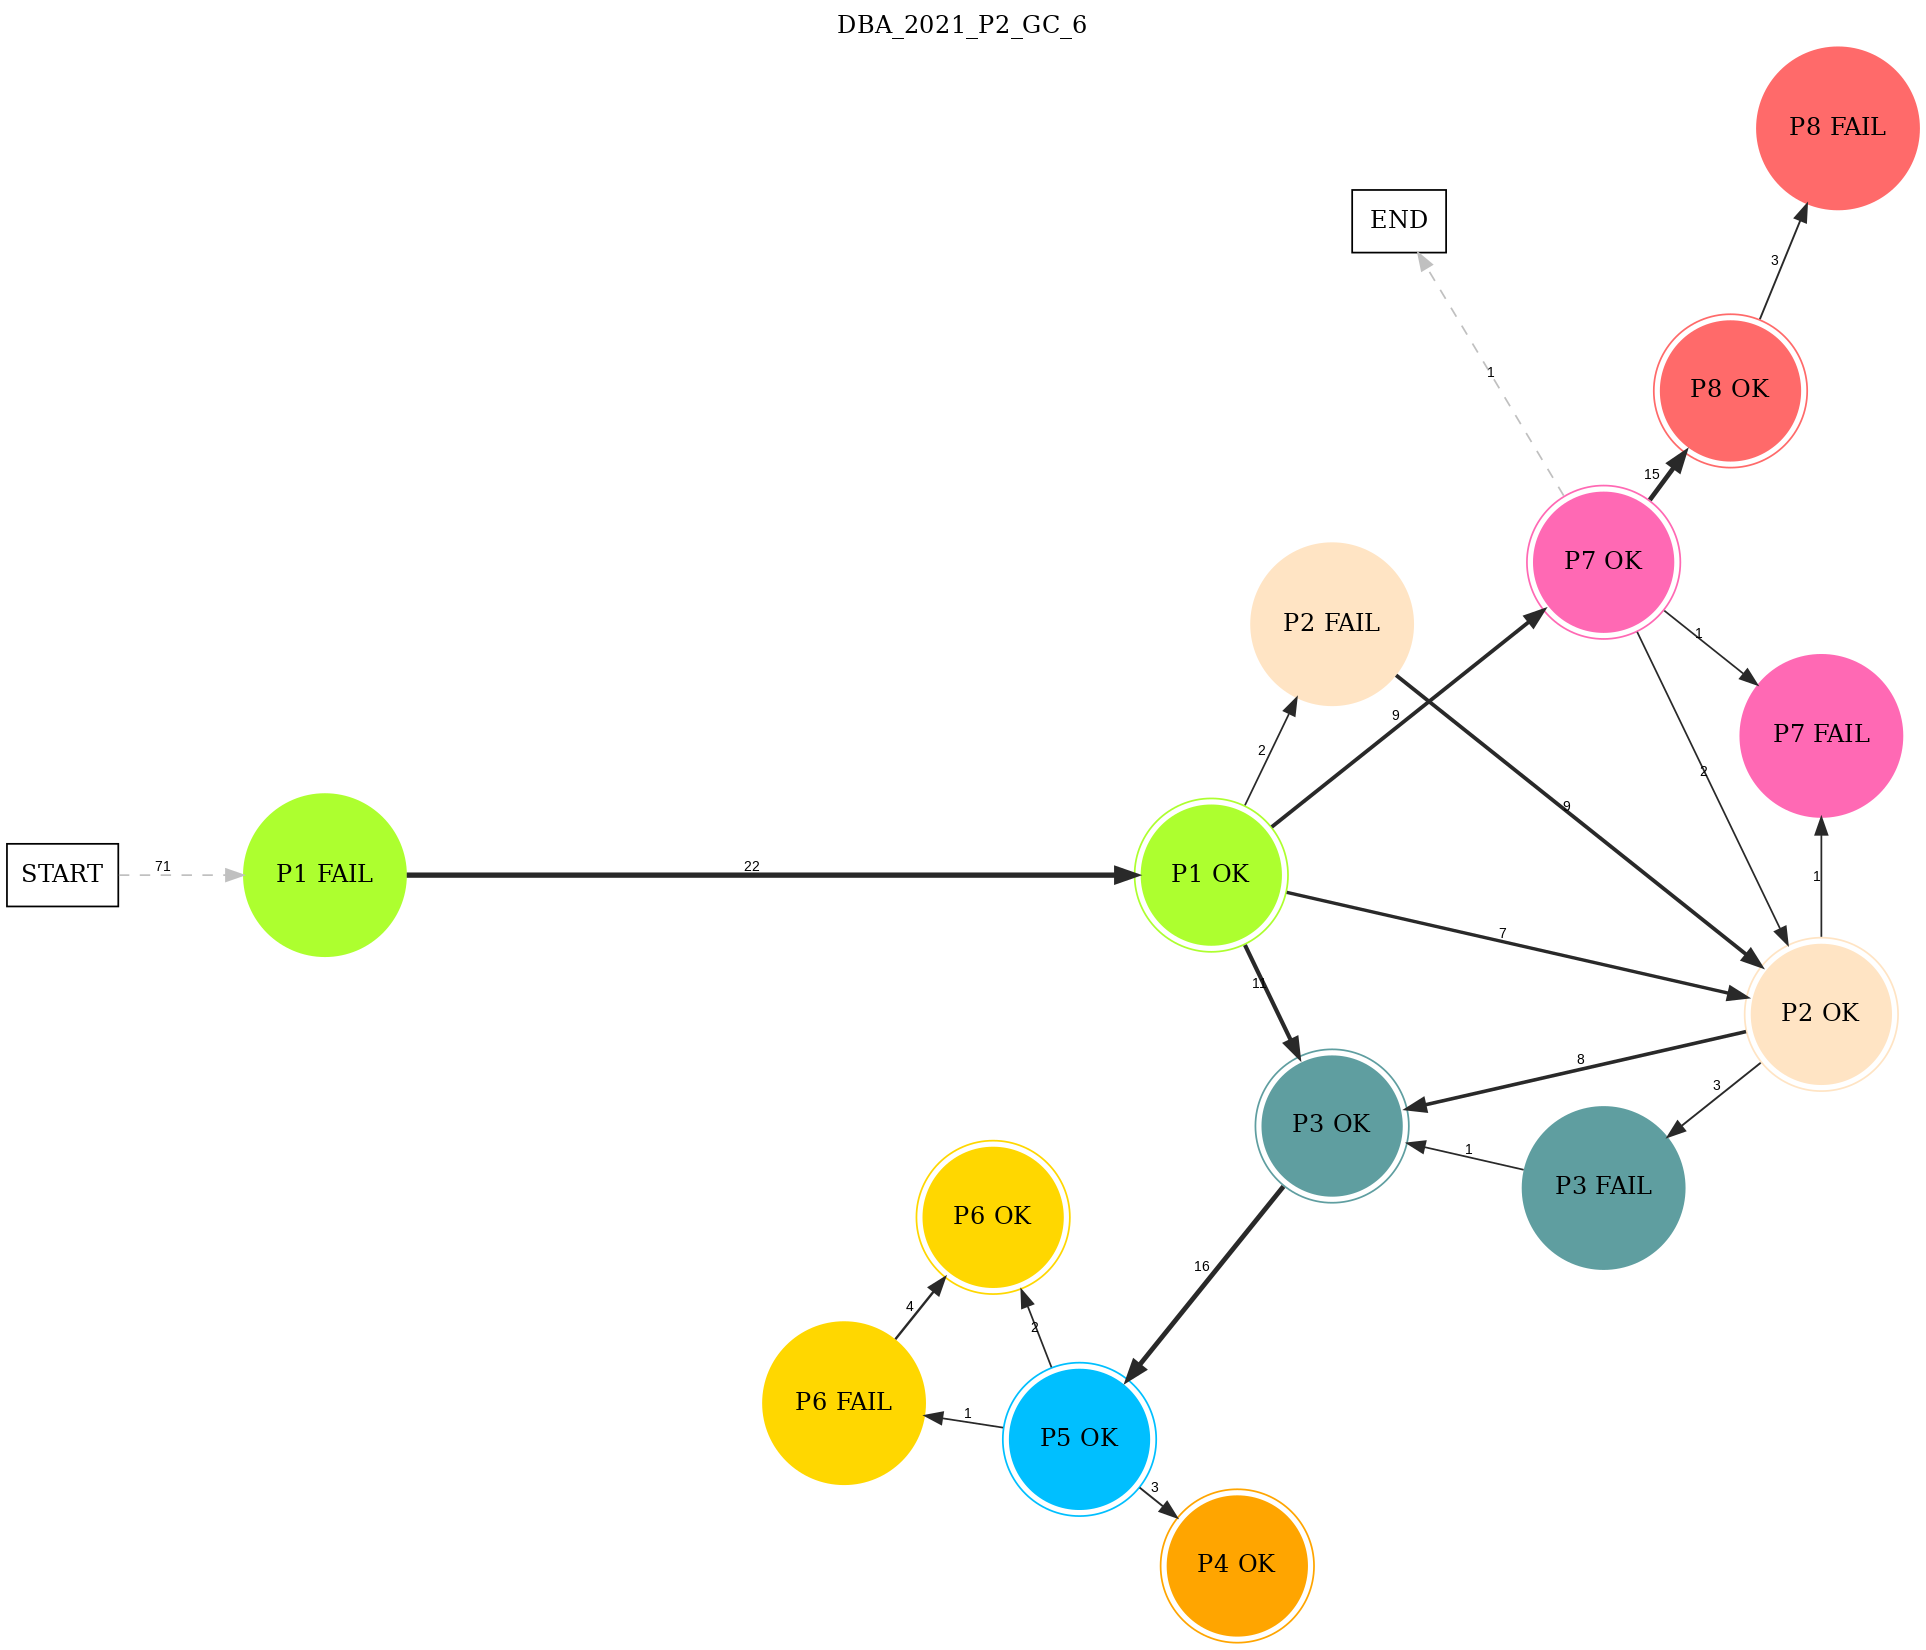 DBA_2021_P2_GC_6
P8 FAIL
END
3
1
P8 OK
15
P7 OK
P2 FAIL
1
9
2
2
P7 FAIL
9
START
71
P1 FAIL
22
P1 OK
1
7
11
P2 OK
8
3
P3 OK
1
P3 FAIL
P6 OK
16
4
2
P6 FAIL
1
P5 OK
3
P4 OK